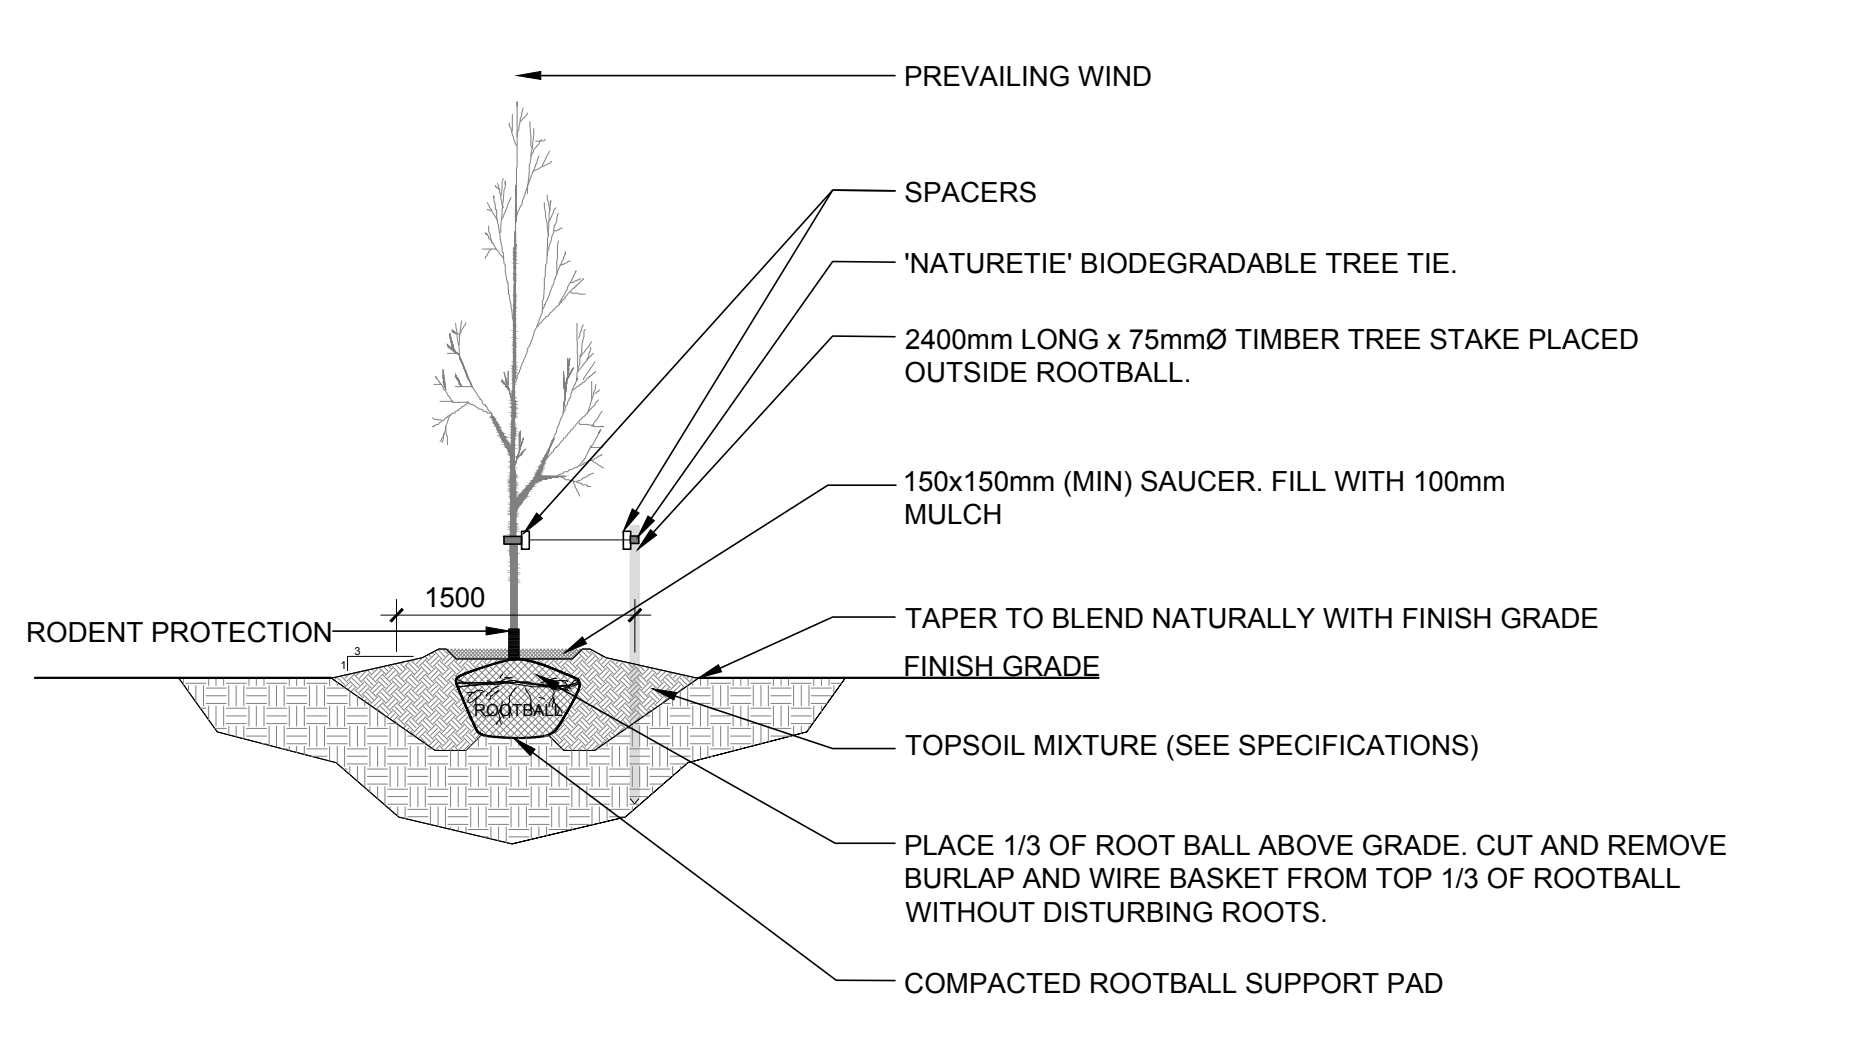 PREVAILING WIND
SPACERS
'NATURETIE' BIODEGRADABLE TREE TIE.
2400mm LONG x 75mmØ TIMBER TREE STAKE PLACED
OUTSIDE ROOTBALL.
150x150mm (MIN) SAUCER. FILL WITH 100mm
MULCH
1500
RODENT PROTECTION
TAPER TO BLEND NATURALLY WITH FINISH GRADE
3
1
FINISH GRADE
ROOTBALL
TOPSOIL MIXTURE (SEE SPECIFICATIONS)
PLACE 1/3 OF ROOT BALL ABOVE GRADE. CUT AND REMOVE
BURLAP AND WIRE BASKET FROM TOP 1/3 OF ROOTBALL
WITHOUT DISTURBING ROOTS.
COMPACTED ROOTBALL SUPPORT PAD